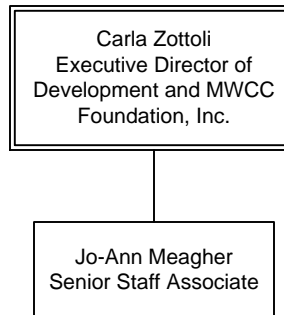 Carla Zottoli
Executive Director of
Development and MWCC
Foundation, Inc.
Jo-Ann Meagher
Senior Staff Associate